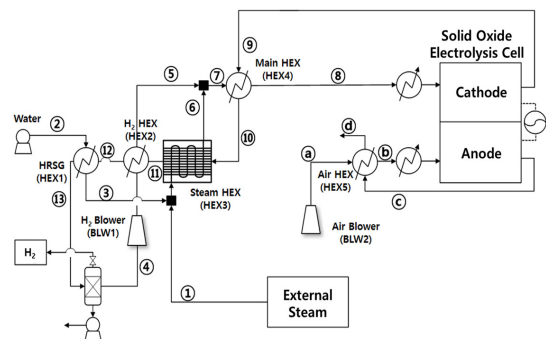 ⑨
Solid Oxide
Electrolysis Cell
⑤
⑦
Main HEX
(HEX4)
⑧
Cathode
Water
②
H₂ HEX
(HEX2)
⑥
⑩
ⓓ
ⓐ
ⓑ
Anode
HRSG
(HEX1)
⑫
⑪
Steam HEX
(HEX3)
Air HEX
(HEX5)
⑬
③
ⓒ
H₂ Blower
(BLW1)
Air Blower
(BLW2)
H₂
④
①
External
Steam